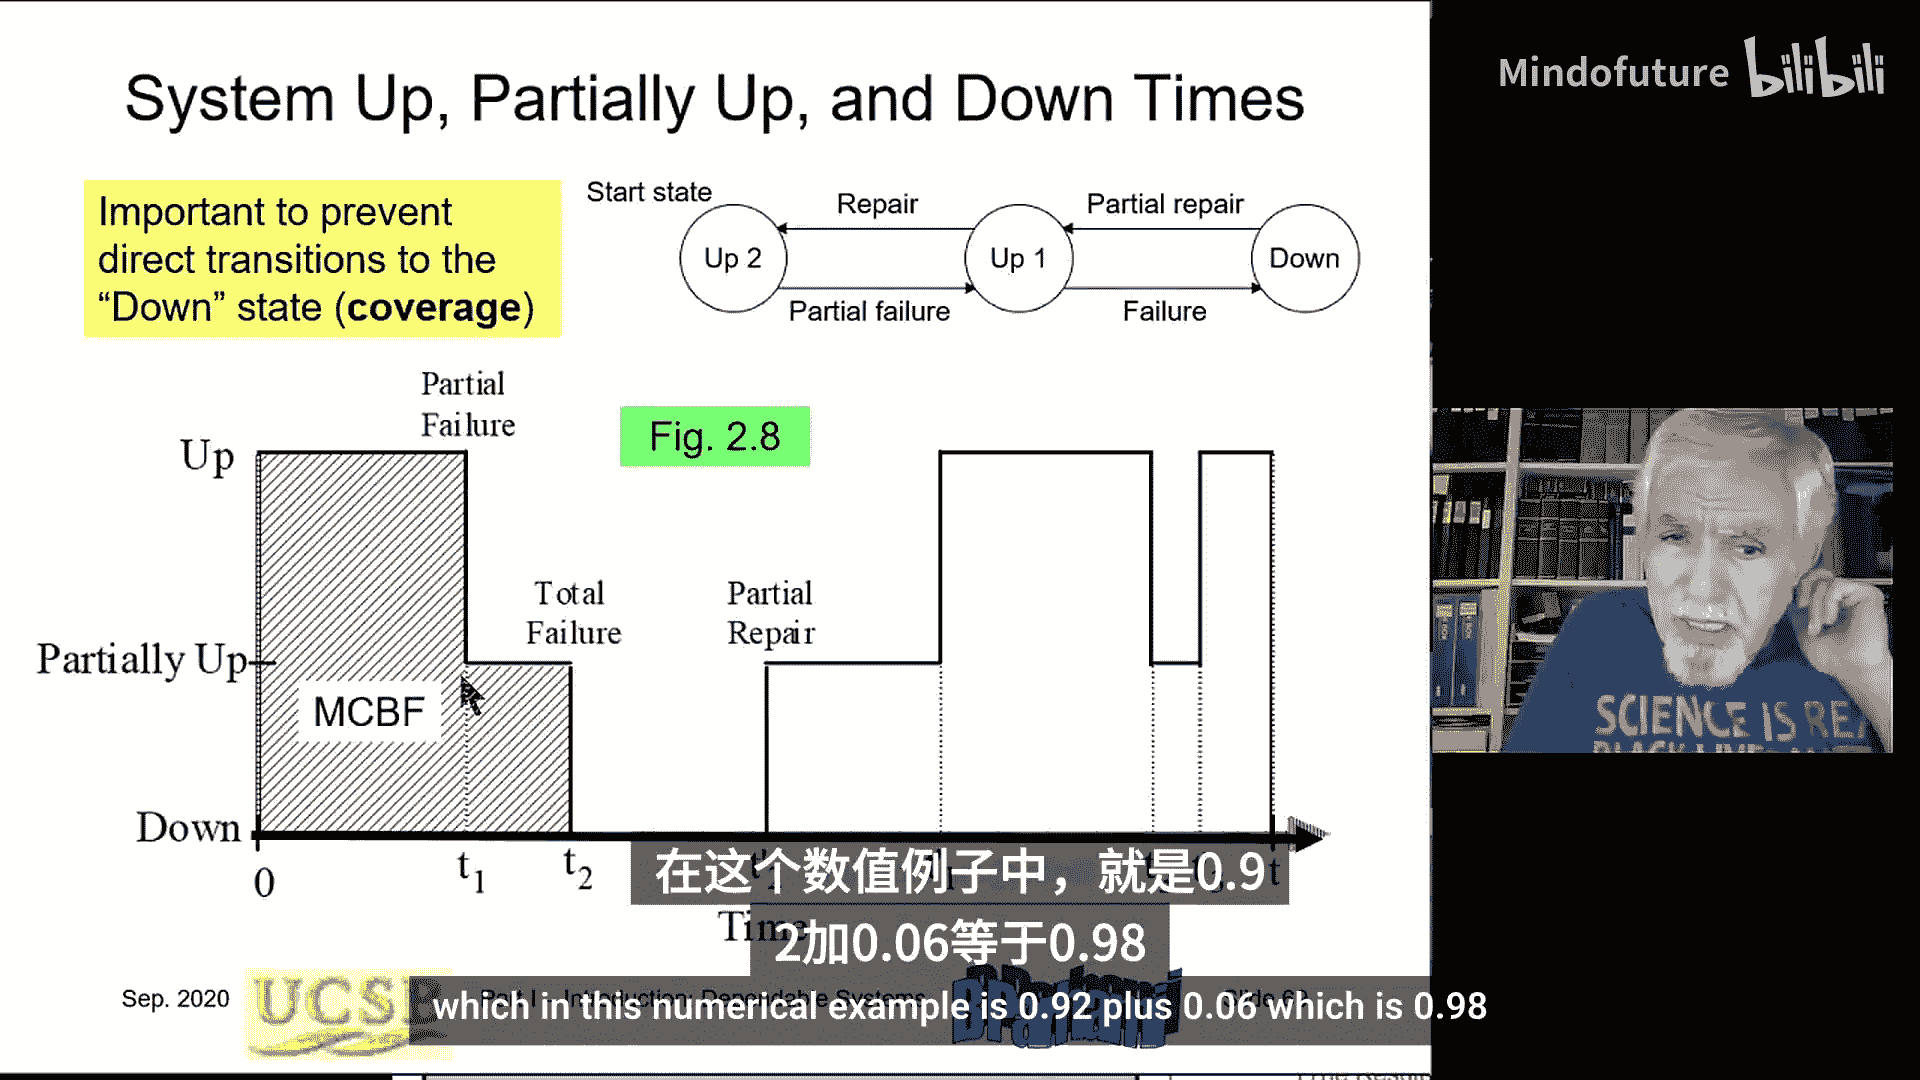 System Up, Partially Up, and Down Times
Mindofuture bilibili
Important to prevent
direct transitions to the
“Down” state (coverage)
Start state
Repair
Partial repair
Up 2
Up 1
Down
Partial failure
Failure
Partial
Failure
Fig. 2.8
Up
Total
Failure
Partial
Repair
Partially Up
MCBF
Down
0
t1
t2
t
Time
SCIENCE IS REA
在这个数值例子中，就是0.9
2加0.06等于0.98
Sep. 2020
UCSB
which in this numerical example is 0.92 plus 0.06 which is 0.98